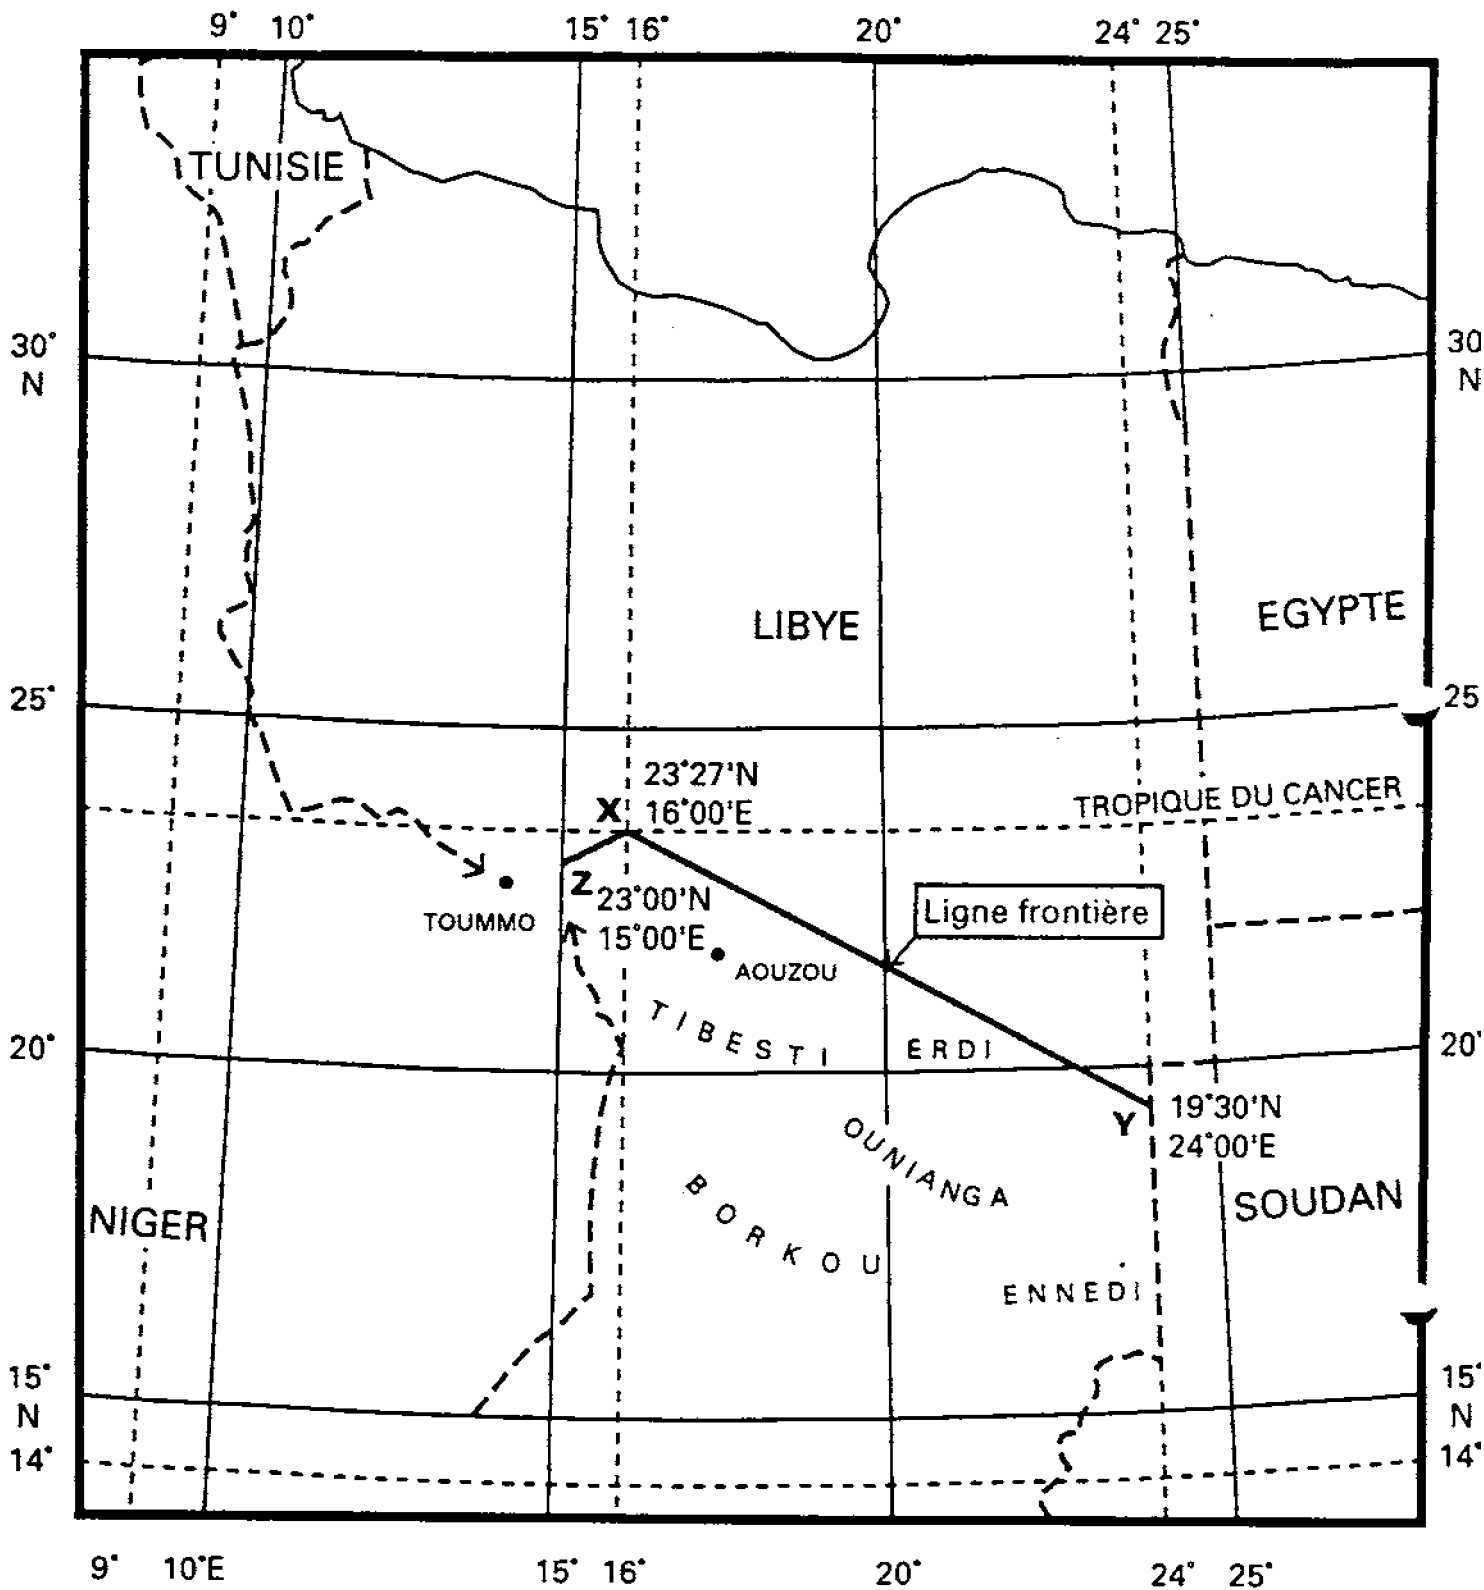 9° 10° 15° 16° 20° 24° 25°
TUNISIE
30° 30
N N
LIBYE
EGYPTE
25° 25
23°27'N
X 16°00'E
TROPIQUE DU CANCER
Z 23°00'N
15°00'E
TOUMMO
Ligne frontière
AOUZOU
TIBESTI
ERDI
20° 20°
19°30'N
Y
24°00'E
OUNIANGA
BORKOU
NIGER
SOUDAN
ENNEDI
15° 15°
N N
14° 14°
9° 10°E 15° 16° 20° 24° 25°